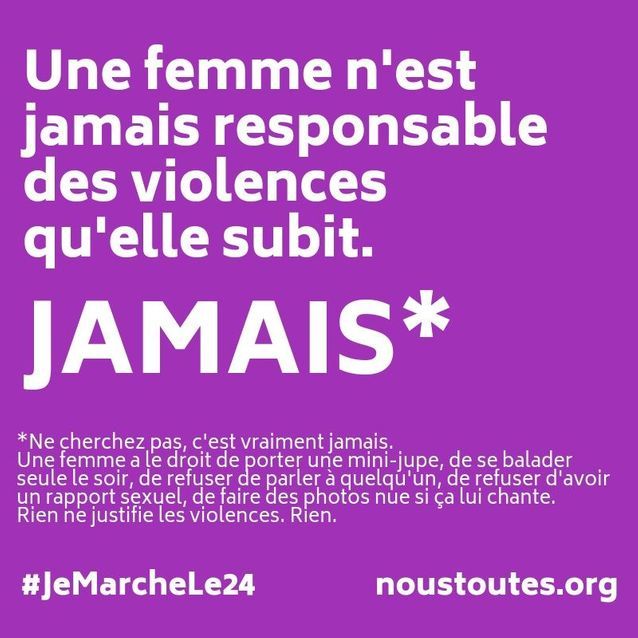 Une femme n'est
jamais responsable
des violences
qu'elle subit.
JAMAIS*
*Ne cherchez pas, c'est vraiment jamais.
Une femme a le droit de porter une mini-jupe, de se balader
seule le soir, de refuser de parler à quelqu'un, de refuser d'avoir
un rapport sexuel, de faire des photos nue si ça lui chante.
Rien ne justifie les violences. Rien.
#JeMarcheLe24
noustoutes.org